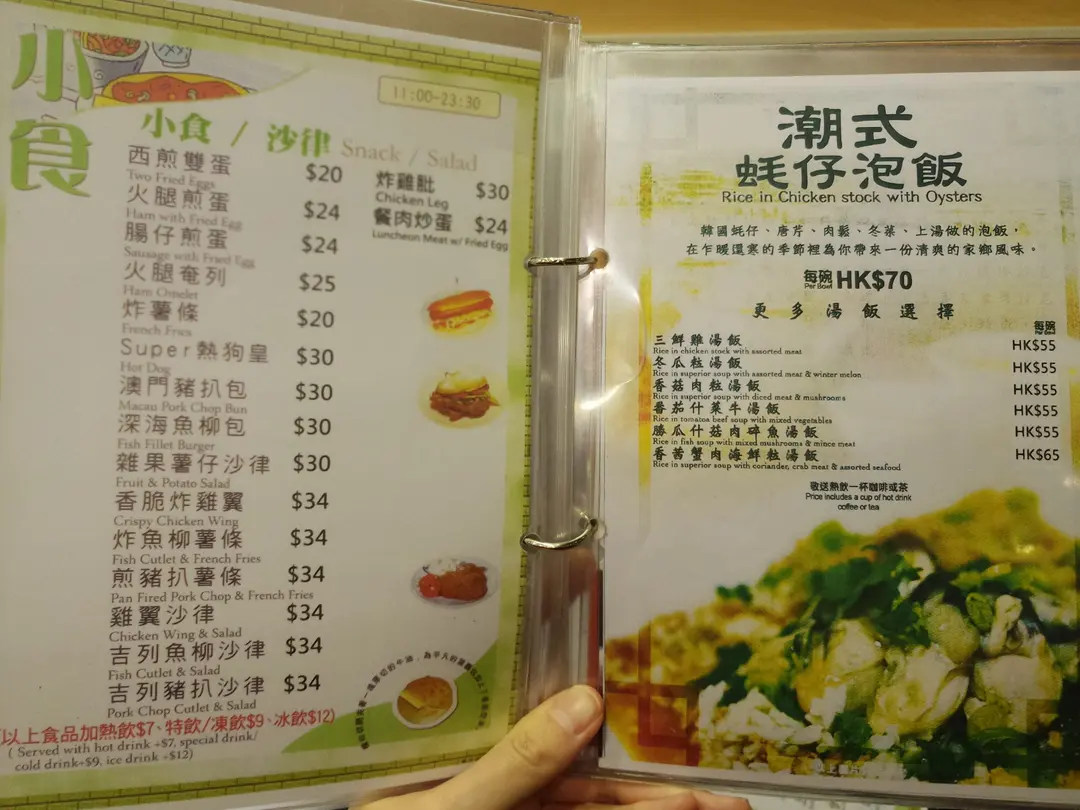 小食
11:00-23:30
小食 / 沙律 Snack / Salad
西煎雙蛋 $20
Two Fried Eggs
火腿煎蛋 $24
Ham with Fried Egg
腸仔煎蛋 $24
Sausage with Fried Egg
火腿奄列 $25
Ham Omelet
炸薯條 $20
French Fries
Super熱狗皇 $30
Hot Dog
澳門豬扒包 $30
Macau Pork Chop Bun
深海魚柳包 $30
Fish Fillet Burger
雜果薯仔沙律 $30
Fruit & Potato Salad
香脆炸雞翼 $34
Crispy Chicken Wing
炸魚柳薯條 $34
Fish Cutlet & French Fries
煎豬扒薯條 $34
Pan Fired Pork Chop & French Fries
雞翼沙律 $34
Chicken Wing & Salad
吉列魚柳沙律 $34
Fish Cutlet & Salad
吉列豬扒沙律 $34
Pork Chop Cutlet & Salad
炸雞肶 $30
Chicken Leg
餐肉炒蛋 $24
Luncheon Meat w/ Fried Egg
以上食品加熱飲$7、特飲/凍飲$9、冰飲$12)
( Served with hot drink +$7, special drink/
cold drink+$9, ice drink +$12)
潮式
蚝仔泡飯
Rice in Chicken stock with Oysters
韓國蚝仔、唐芹、肉鬆、冬菜、上湯做的泡飯，
在乍暖還寒的季節裡為你帶來一份清爽的家鄉風味。
每碗 HK$70
Per Bowl
更多湯飯選擇
每碗
Per Bowl
三鮮雞湯飯 HK$55
Rice in chicken stock with assorted meat
冬瓜粒湯飯 HK$55
Rice in superior soup with assorted meat & winter melon
香菇肉粒湯飯 HK$55
Rice in superior soup with diced meat & mushrooms
番茄什菜牛湯飯 HK$55
Rice in tomatoa beef soup with mixed vegetables
勝瓜什菇肉碎魚湯飯 HK$55
Rice in fish soup with mixed mushrooms & mince meat
香茜蟹肉海鮮粒湯飯 HK$65
Rice in superior soup with coriander, crab meat & assorted seafood
敬送熱飲一杯咖啡或茶
Price includes a cup of hot drink
coffee or tea